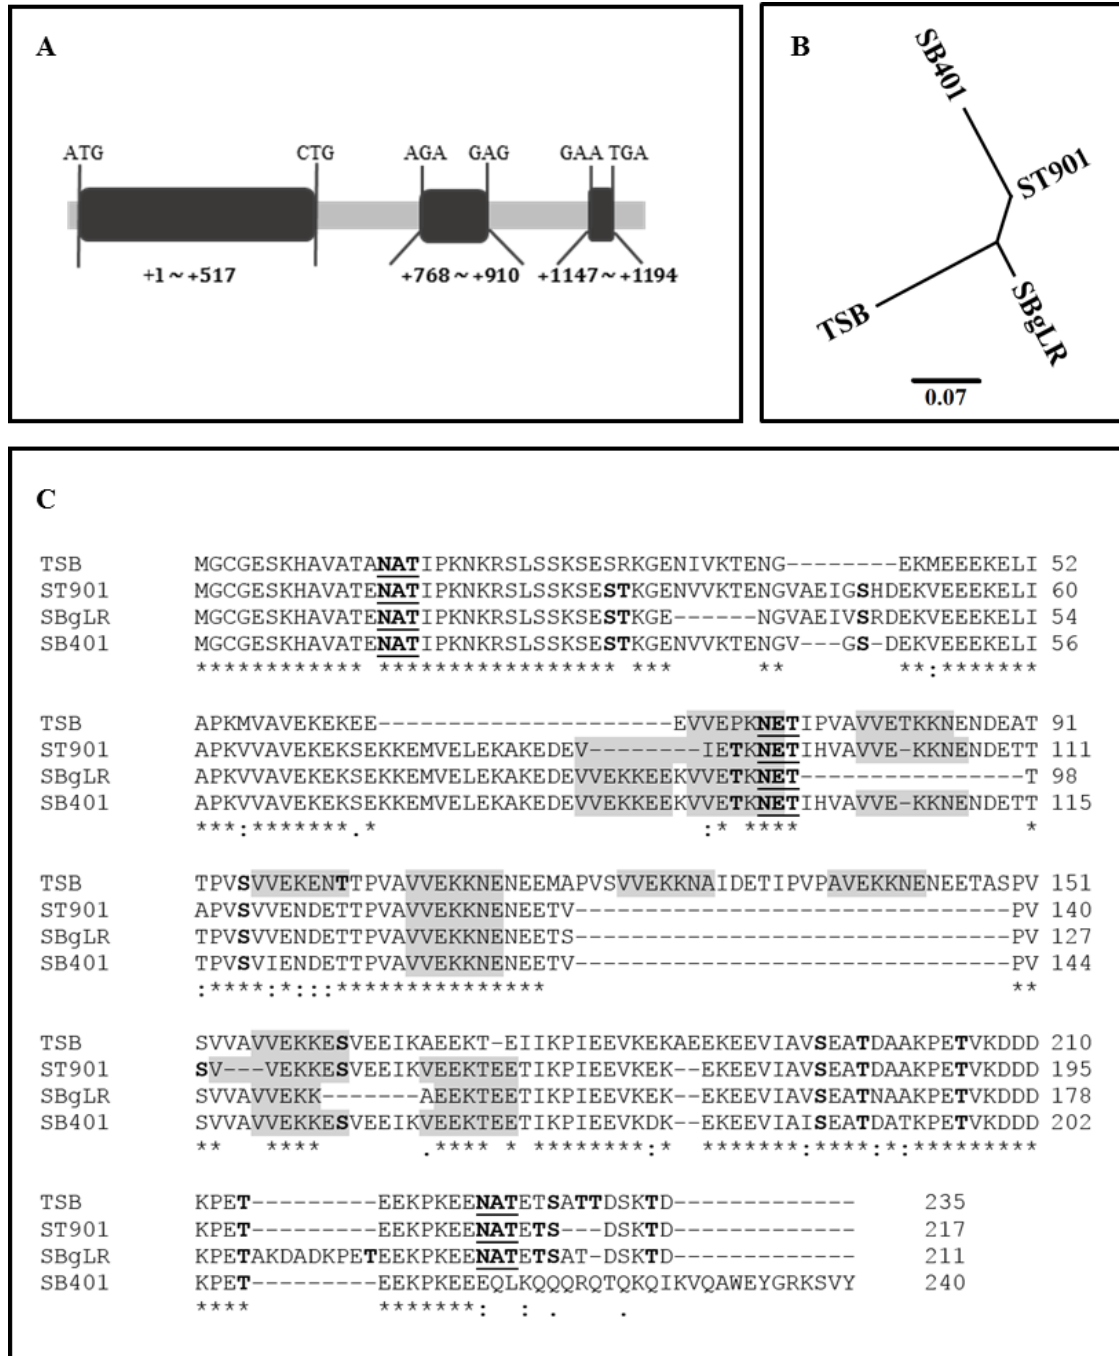 A
ATG CTG AGA GAG GAA TGA
+1 ~ +517 +768 ~ +910 +1147 ~ +1194
B
SB401
ST901
TSB
SBgLR
0.07
C
TSB MGCGESKHAVATANATIPKNKRSLSSKSESRKGENIVKTENG--------EKMEEEKELI 52
ST901 MGCGESKHAVATENATIPKNKRSLSSKSESTKGENVVKTENGVAEIGSHDEKVEEEKELI 60
SBgLR MGCGESKHAVATENATIPKNKRSLSSKSESTKGE------NGVAEIVSRDEKVEEEKELI 54
SB401 MGCGESKHAVATENATIPKNKRSLSSKSESTKGENVVKTENGV---GS-DEKVEEEKELI 56
************ ***************** *** ** **:*******
TSB APKMVAVEKEKEE---------------------EVVEPKNETIPVAVVETKKNENDEAT 91
ST901 APKVVAVEKEKSEKKEMVELEKAKEDEV--------IETKNETIHVAVVE-KKNENDETT 111
SBgLR APKVVAVEKEKSEKKEMVELEKAKEDEVVEKKEEKVVETKNET----------------T 98
SB401 APKVVAVEKEKSEKKEMVELEKAKEDEVVEKKEEKVVETKNETIHVAVVE-KKNENDETT 115
***:*******.* :* **** *
TSB TPVSVVEKENTTPVAVVEKKNENEEMAPVSVVEKKNAIDETIPVPAVEKKNENEETASPV 151
ST901 APVSVVENDETTPVAVVEKKNENEETV-------------------------------PV 140
SBgLR TPVSVVENDETTPVAVVEKKNENEETS-------------------------------PV 127
SB401 TPVSVIENDETTPVAVVEKKNENEETV-------------------------------PV 144
:****:*:::*************** **
TSB SVVAVVEKKESVEEIKAEEKT-EIIKPIEEVKEKAEEKEEVIAVSEATDAAKPETVKDDD 210
ST901 SV---VEKKESVEEIKVEEKTEETIKPIEEVKEK--EKEEVIAVSEATDAAKPETVKDDD 195
SBgLR SVVAVVEKK-------AEEKTEETIKPIEEVKEK--EKEEVIAVSEATNAAKPETVKDDD 178
SB401 SVVAVVEKKESVEEIKVEEKTEETIKPIEEVKDK--EKEEVIAISEATDATKPETVKDDD 202
** **** .**** * ********:* *******:****:*:*********
TSB KPET---------EEKPKEENATETSATTDSKTD------------- 235
ST901 KPET---------EEKPKEENATETS---DSKTD------------- 217
SBgLR KPETAKDADKPETEEKPKEENATETSAT-DSKTD------------- 211
SB401 KPET---------EEKPKEEEQLKQQQRQTQKQIKVQAWEYGRKSVY 240
**** *******: : . .